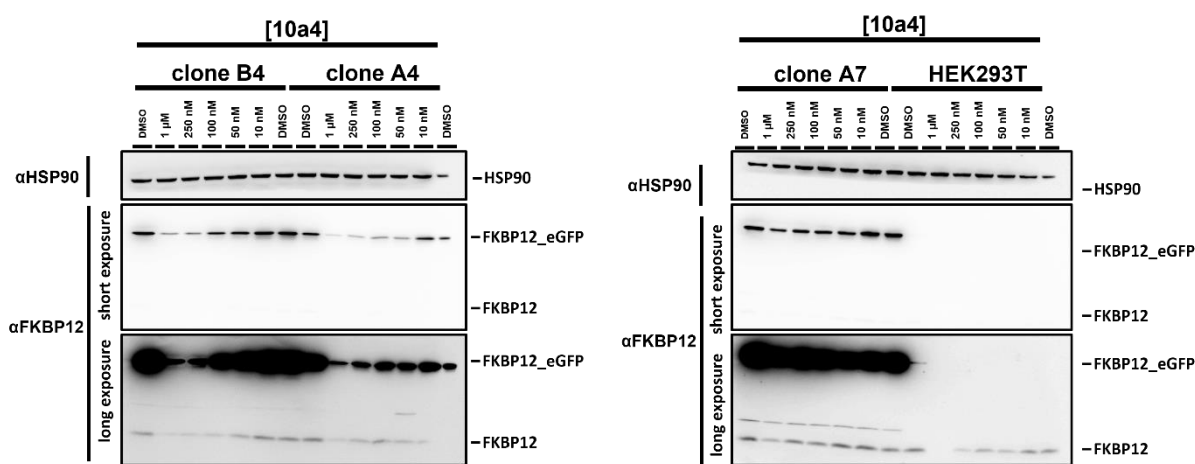 [10a4]
clone B4 clone A4
DMSO 1 µM 250 nM 100 nM 50 nM 10 nM DMSO DMSO 1 µM 250 nM 100 nM 50 nM 10 nM DMSO
αHSP90
HSP90
αFKBP12
short exposure
FKBP12_eGFP
FKBP12
long exposure
FKBP12_eGFP
FKBP12
[10a4]
clone A7 HEK293T
DMSO 1 µM 250 nM 100 nM 50 nM 10 nM DMSO DMSO 1 µM 250 nM 100 nM 50 nM 10 nM DMSO
αHSP90
HSP90
αFKBP12
short exposure
FKBP12_eGFP
FKBP12
long exposure
FKBP12_eGFP
FKBP12